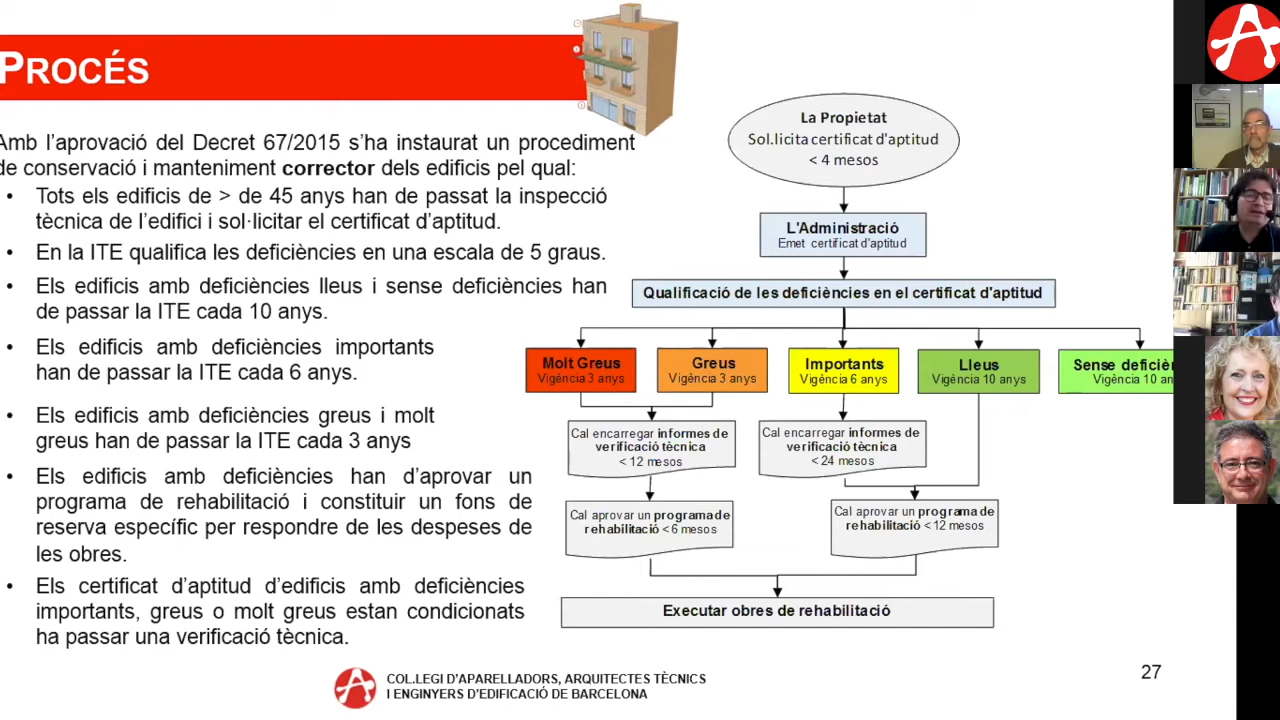 PROCÉS
Amb l'aprovació del Decret 67/2015 s'ha instaurat un procediment
de conservació i manteniment corrector dels edificis pel qual:
• Tots els edificis de > de 45 anys han de passat la inspecció
tècnica de l'edifici i sol·licitar el certificat d'aptitud.
• En la ITE qualifica les deficiències en una escala de 5 graus.
• Els edificis amb deficiències lleus i sense deficiències han
de passar la ITE cada 10 anys.
• Els edificis amb deficiències importants
han de passar la ITE cada 6 anys.
• Els edificis amb deficiències greus i molt
greus han de passar la ITE cada 3 anys
• Els edificis amb deficiències han d'aprovar un
programa de rehabilitació i constituir un fons de
reserva específic per respondre de les despeses de
les obres.
• Els certificat d'aptitud d'edificis amb deficiències
importants, greus o molt greus estan condicionats
ha passar una verificació tècnica.
La Propietat
Sol.licita certificat d'aptitud
< 4 mesos
L'Administració
Emet certificat d'aptitud
Qualificació de les deficiències en el certificat d'aptitud
Molt Greus
Vigència 3 anys
Greus
Vigència 3 anys
Importants
Vigència 6 anys
Lleus
Vigència 10 anys
Sense deficièn
Vigència 10 an
Cal encarregar informes de
verificació tècnica
< 12 mesos
Cal encarregar informes de
verificació tècnica
< 24 mesos
Cal aprovar un programa de
rehabilitació < 6 mesos
Cal aprovar un programa de
rehabilitació < 12 mesos
Executar obres de rehabilitació
COL.LEGI D'APARELLADORS, ARQUITECTES TÈCNICS
I ENGINYERS D'EDIFICACIÓ DE BARCELONA
27